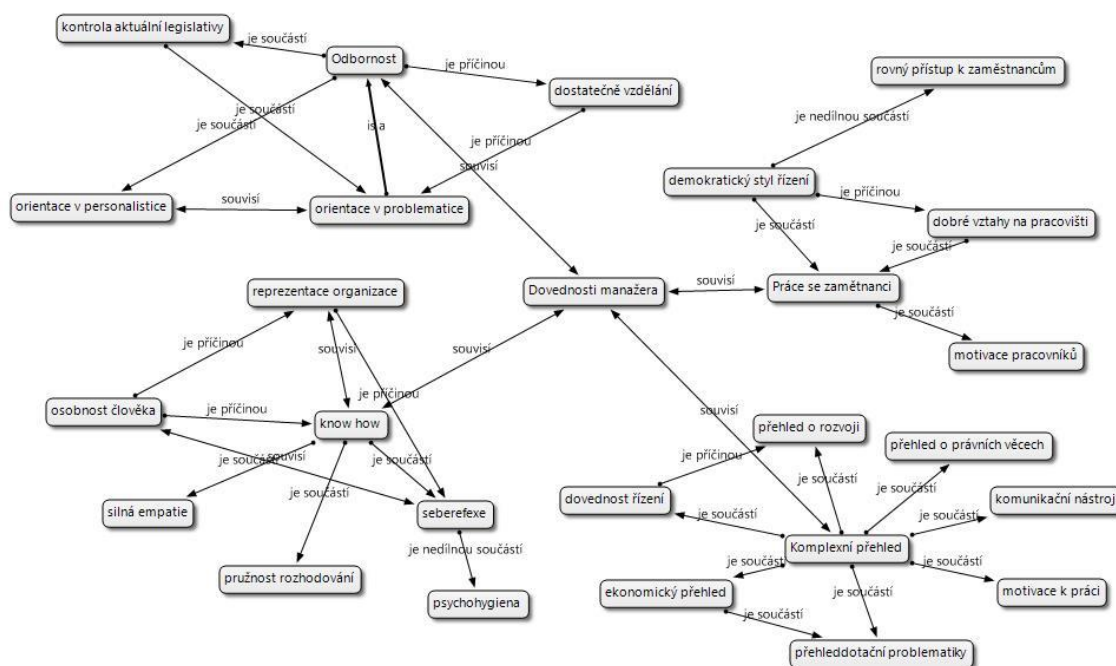 kontrola aktuální legislativy
je součástí
Odbornost
je příčinou
rovný přístup k zaměstnancům
dostatečně vzdělání
je součástí
je součástí
is a
je příčinou
je nedílnou součástí
souvisí
demokratický styl řízení
je příčinou
orientace v personalistice
souvisí
orientace v problematice
je součástí
dobré vztahy na pracovišti
je součástí
reprezentace organizace
Dovednosti manažera
souvisí
Práce se zamětnanci
je součástí
je příčinou
souvisí
souvisí
motivace pracovníků
je příčinou
osobnost člověka
je příčinou
know how
souvisí
přehled o rozvoji
přehled o právních věcech
je součástí
souvisí
je součástí
je příčinou
je součástí
je součástí
je součástí
dovednost řízení
komunikační nástroj
silná empatie
seberefexe
je součástí
je součástí
je nedílnou součástí
Komplexní přehled
je součástí
je součástí
pružnost rozhodování
psychohygiena
ekonomický přehled
je součástí
motivace k práci
je součástí
přehleddotační problematiky